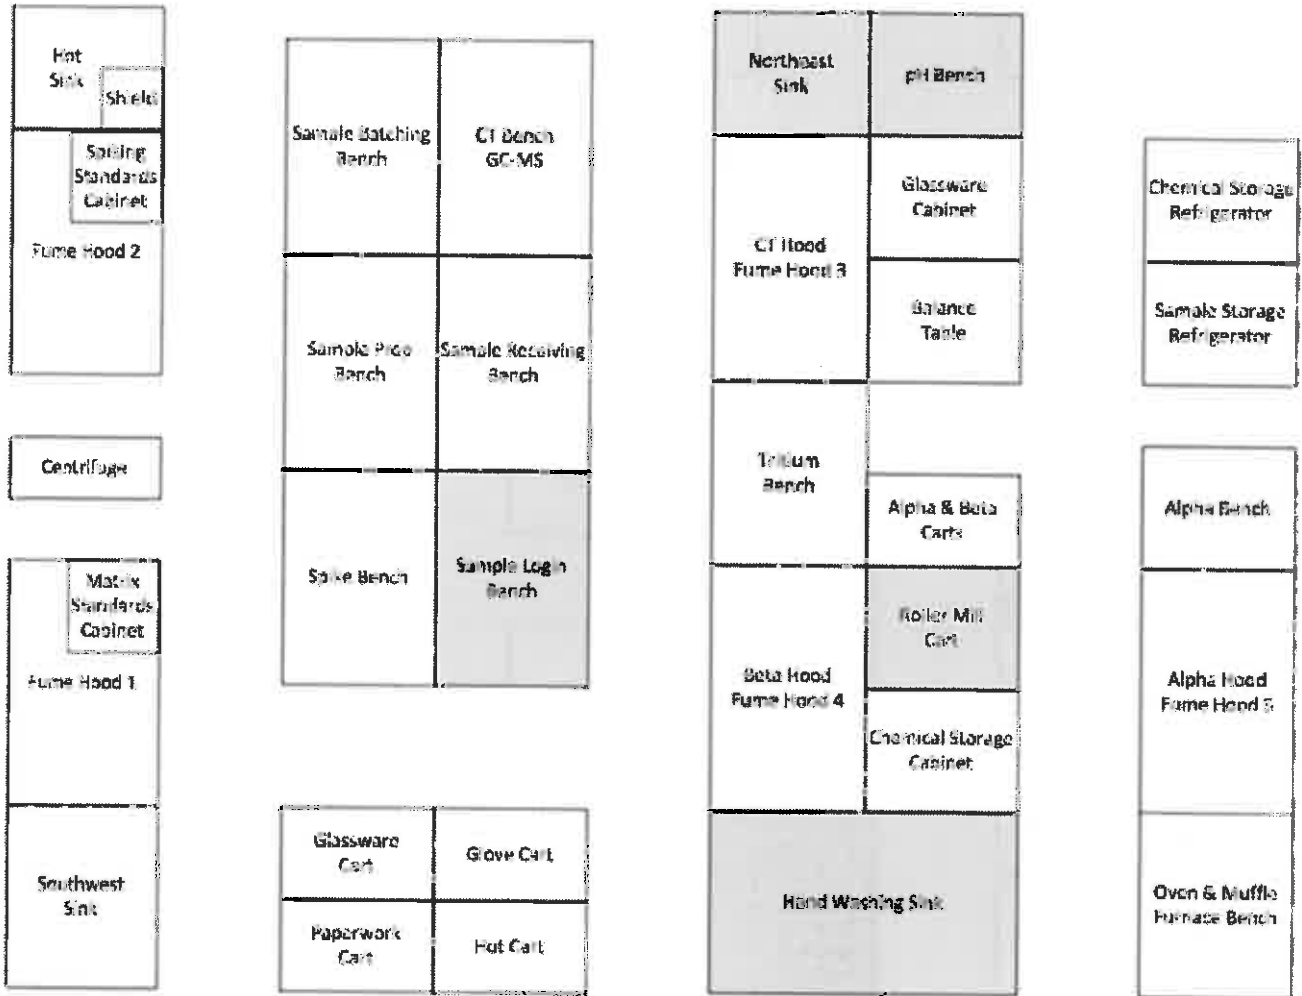 Hot
Sink
Shield
Spiking
Standards
Cabinet
Fume Hood 2
Centrifuge
Matrix
Standards
Cabinet
Fume Hood 1
Southwest
Sink
Sample Batching
Bench
CT Bench
GC-MS
Sample Prep
Bench
Sample Receiving
Bench
Spike Bench
Sample Login
Bench
Glassware
Cart
Glove Cart
Paperwork
Cart
Hot Cart
Northeast
Sink
pH Bench
CT Hood
Fume Hood 3
Glassware
Cabinet
Balance
Table
Tritium
Bench
Alpha & Beta
Carts
Beta Hood
Fume Hood 4
Roller Mill
Cart
Chemical Storage
Cabinet
Hand Washing Sink
Chemical Storage
Refrigerator
Sample Storage
Refrigerator
Alpha Bench
Alpha Hood
Fume Hood 5
Oven & Muffle
Furnace Bench